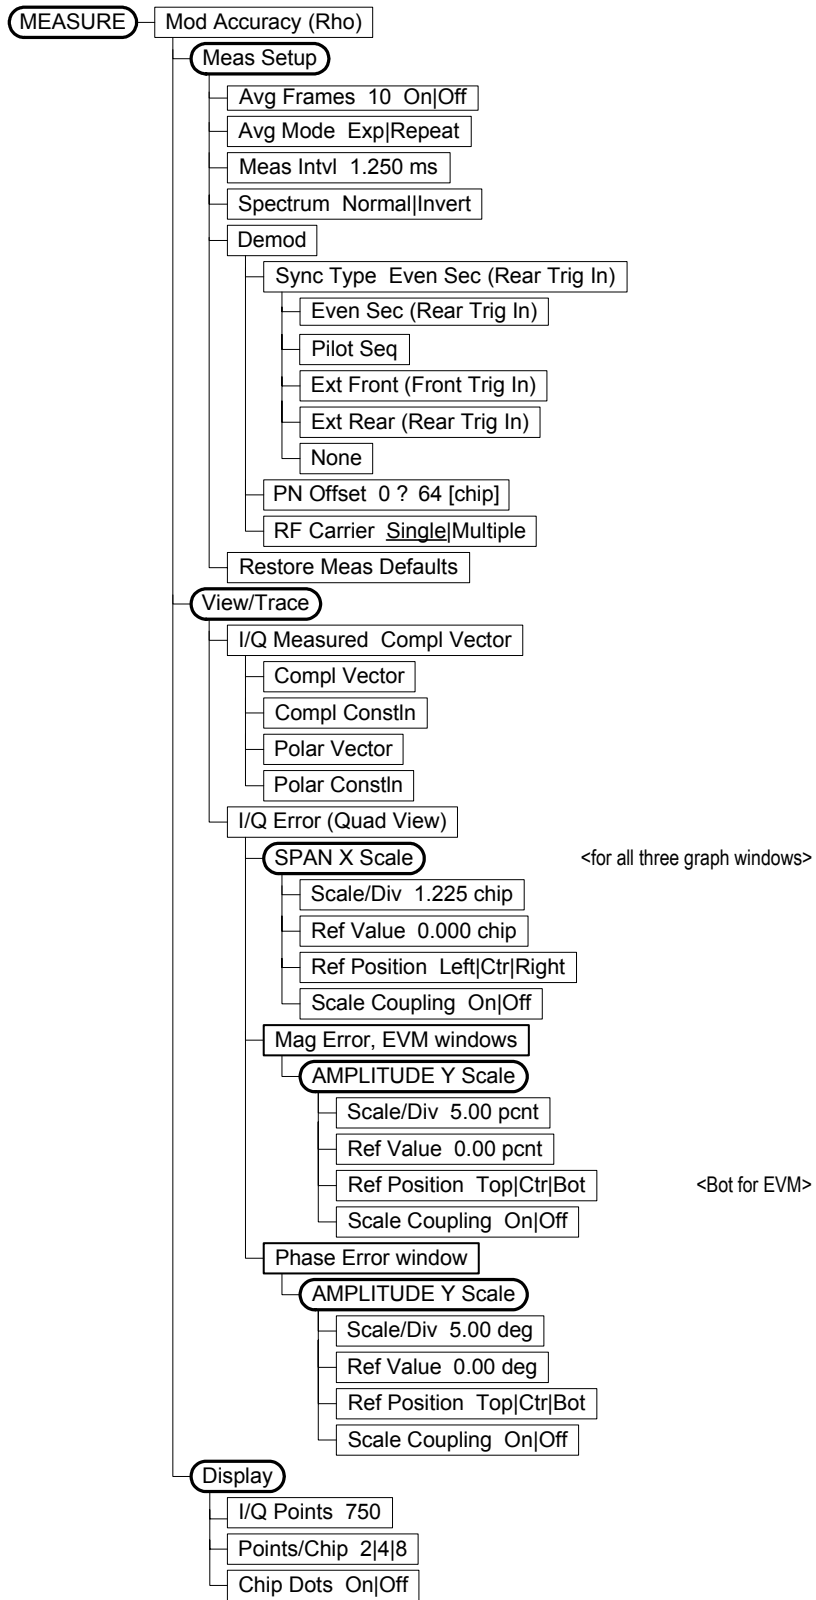 MEASURE Mod Accuracy (Rho)
Meas Setup
Avg Frames 10 On|Off
Avg Mode Exp|Repeat
Meas Intvl 1.250 ms
Spectrum Normal|Invert
Demod
Sync Type Even Sec (Rear Trig In)
Even Sec (Rear Trig In)
Pilot Seq
Ext Front (Front Trig In)
Ext Rear (Rear Trig In)
None
PN Offset 0 ? 64 [chip]
RF Carrier Single|Multiple
Restore Meas Defaults
View/Trace
I/Q Measured Compl Vector
Compl Vector
Compl Constln
Polar Vector
Polar Constln
I/Q Error (Quad View)
SPAN X Scale <for all three graph windows>
Scale/Div 1.225 chip
Ref Value 0.000 chip
Ref Position Left|Ctr|Right
Scale Coupling On|Off
Mag Error, EVM windows
AMPLITUDE Y Scale
Scale/Div 5.00 pcnt
Ref Value 0.00 pcnt
Ref Position Top|Ctr|Bot <Bot for EVM>
Scale Coupling On|Off
Phase Error window
AMPLITUDE Y Scale
Scale/Div 5.00 deg
Ref Value 0.00 deg
Ref Position Top|Ctr|Bot
Scale Coupling On|Off
Display
I/Q Points 750
Points/Chip 2|4|8
Chip Dots On|Off